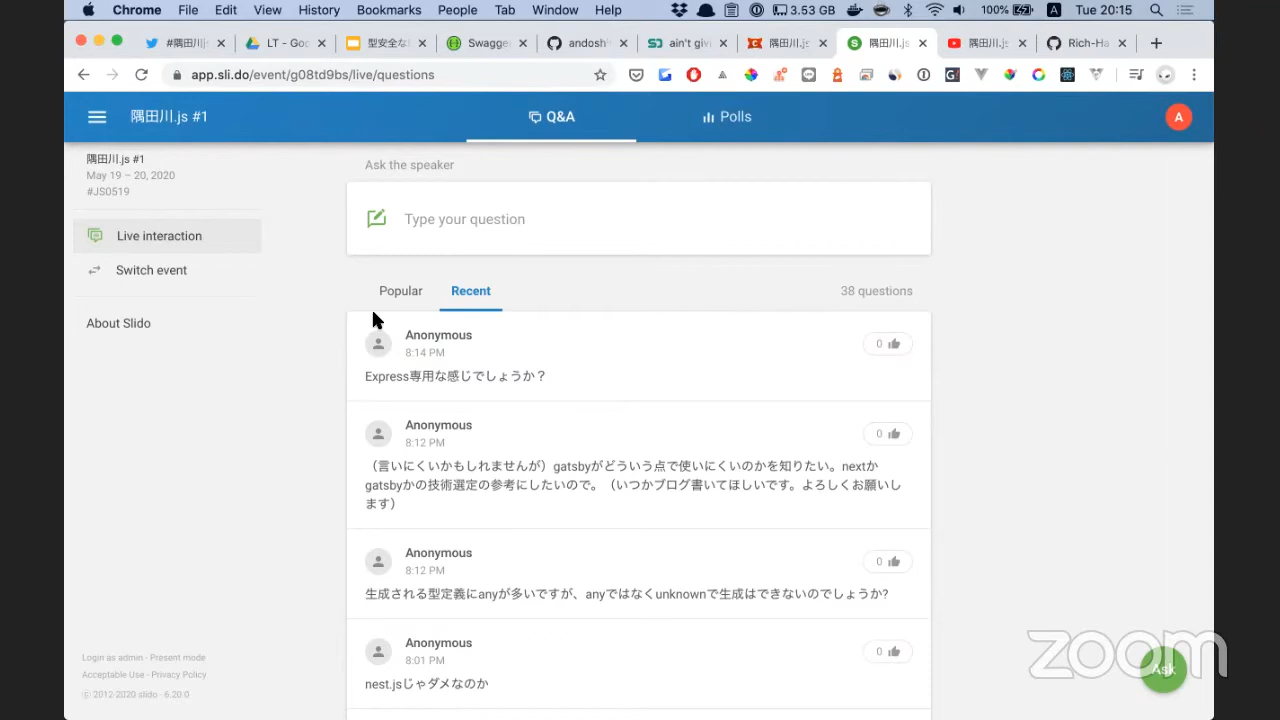 Chrome File Edit View History Bookmarks People Tab Window Help 3.53 GB 100% A Tue 20:15
#隅田川.js LT - Goo 型安全な Swagge andosh ain't givi 隅田川.js 隅田川.js 隅田川.js Rich-Ha
app.sli.do/event/g08td9bs/live/questions
隅田川.js #1
Q&A
Polls
A
隅田川.js #1
May 19 – 20, 2020
#JS0519
Live interaction
Switch event
About Slido
Ask the speaker
Type your question
Popular Recent 38 questions
Anonymous
8:14 PM
0
Express専用な感じでしょうか？
Anonymous
8:12 PM
0
（言いにくいかもしれませんが）gatsbyがどういう点で使いにくいのかを知りたい。nextか
gatsbyかの技術選定の参考にしたいので。（いつかブログ書いてほしいです。よろしくお願いし
ます）
Anonymous
8:12 PM
0
生成される型定義にanyが多いですが、anyではなくunknownで生成はできないのでしょうか?
Anonymous
8:01 PM
0
nest.jsじゃダメなのか
Login as admin · Present mode
Acceptable Use · Privacy Policy
© 2012-2020 slido · 6.20.0
Ask
zoom